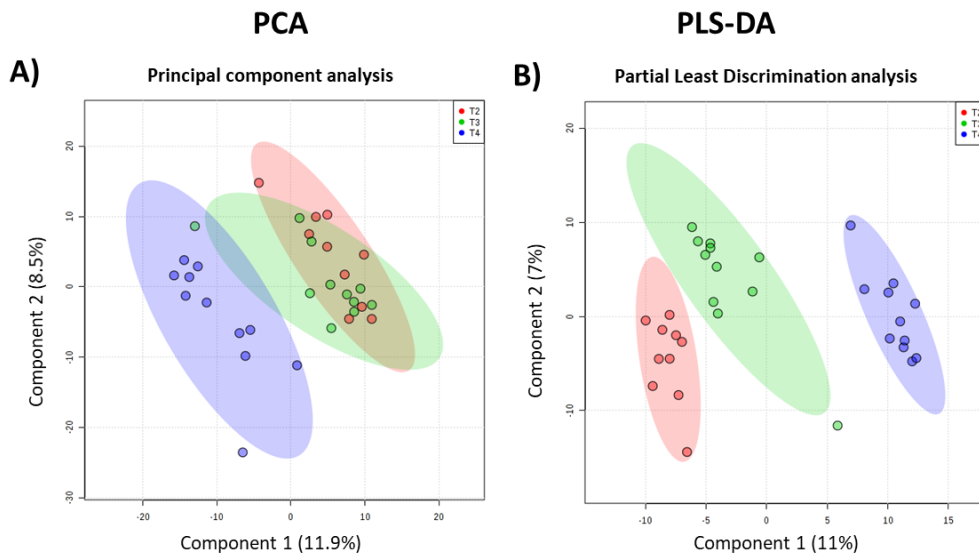 PCA
PLS-DA
A)
Principal component analysis
T2
T3
T4
20
10
0
-10
-20
-30
Component 2 (8.5%)
-20
-10
0
10
20
Component 1 (11.9%)
B)
Partial Least Discrimination analysis
20
10
0
-10
Component 2 (7%)
-10
-5
0
5
10
15
Component 1 (11%)